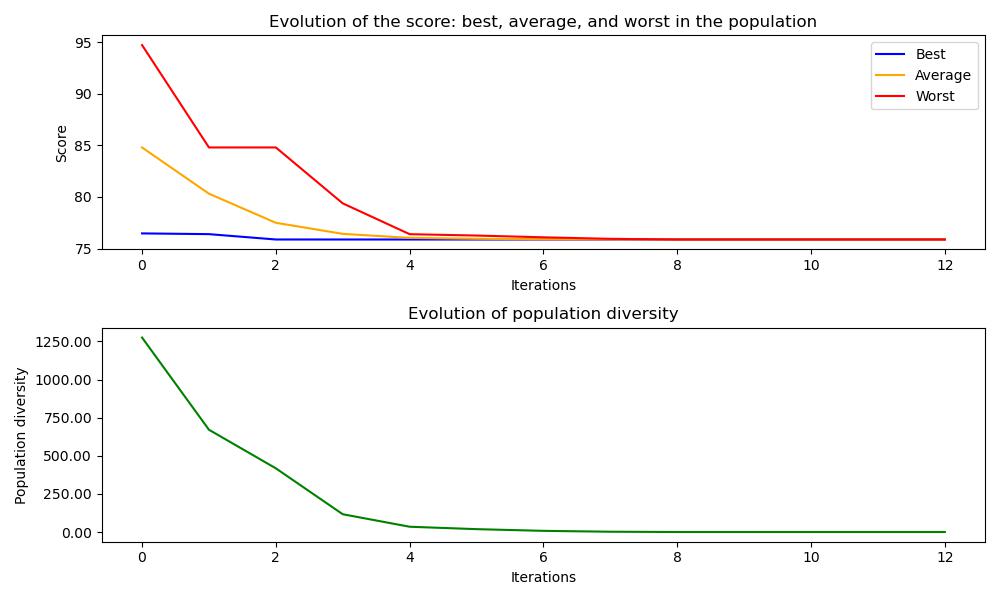 Evolution of the score: best, average, and worst in the population
95
90
85
80
75
Score
Best
Average
Worst
0 2 4 6 8 10 12
Iterations
Evolution of population diversity
1250.00
1000.00
750.00
500.00
250.00
0.00
Population diversity
0 2 4 6 8 10 12
Iterations